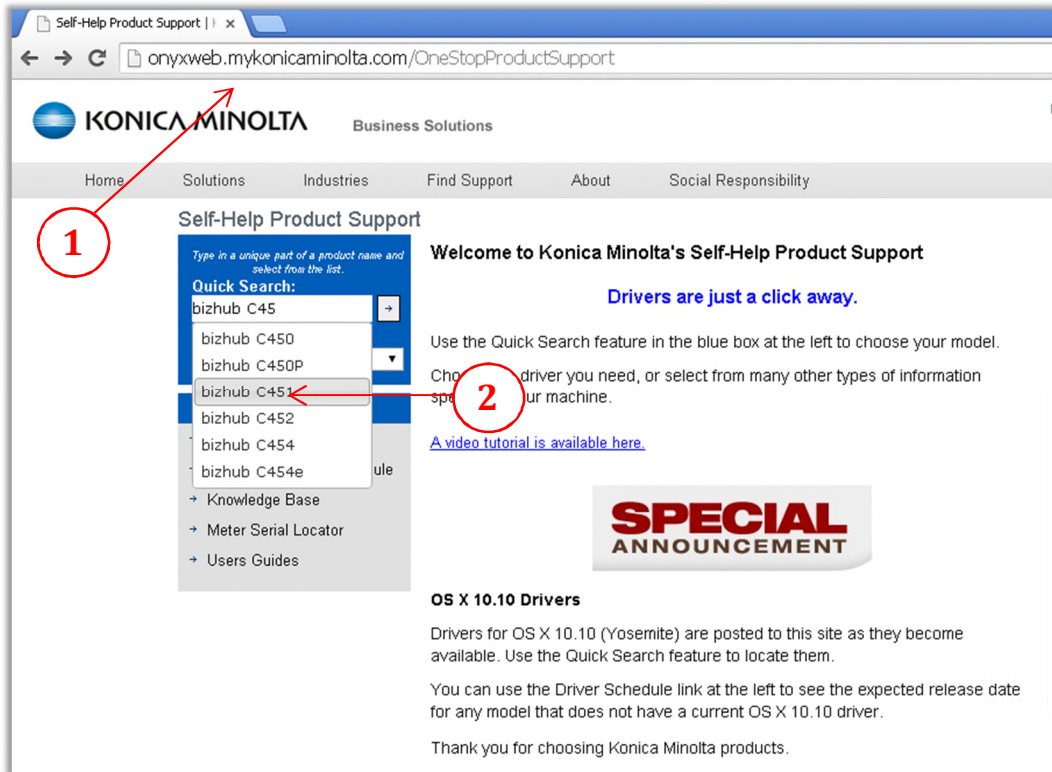 Self-Help Product Support |
onyxweb.mykonicaminolta.com/OneStopProductSupport
KONICA MINOLTA Business Solutions
Home Solutions Industries Find Support About Social Responsibility
1
Self-Help Product Support
Type in a unique part of a product name and
select from the list.
Quick Search:
bizhub C45
bizhub C450
bizhub C450P
bizhub C451
bizhub C452
bizhub C454
bizhub C454e
ule
Knowledge Base
Meter Serial Locator
Users Guides
Welcome to Konica Minolta's Self-Help Product Support
Drivers are just a click away.
Use the Quick Search feature in the blue box at the left to choose your model.
2
driver you need, or select from many other types of information
machine.
A video tutorial is available here.
SPECIAL
ANNOUNCEMENT
OS X 10.10 Drivers
Drivers for OS X 10.10 (Yosemite) are posted to this site as they become
available. Use the Quick Search feature to locate them.
You can use the Driver Schedule link at the left to see the expected release date
for any model that does not have a current OS X 10.10 driver.
Thank you for choosing Konica Minolta products.